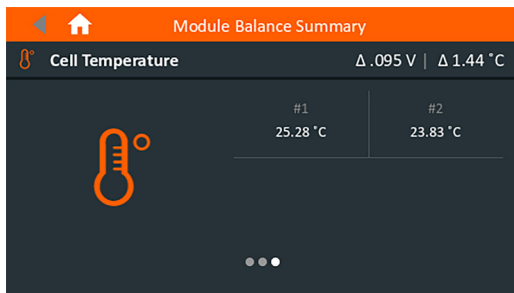 Module Balance Summary
Cell Temperature Δ .095 V | Δ 1.44 °C
#1 #2
25.28 °C 23.83 °C